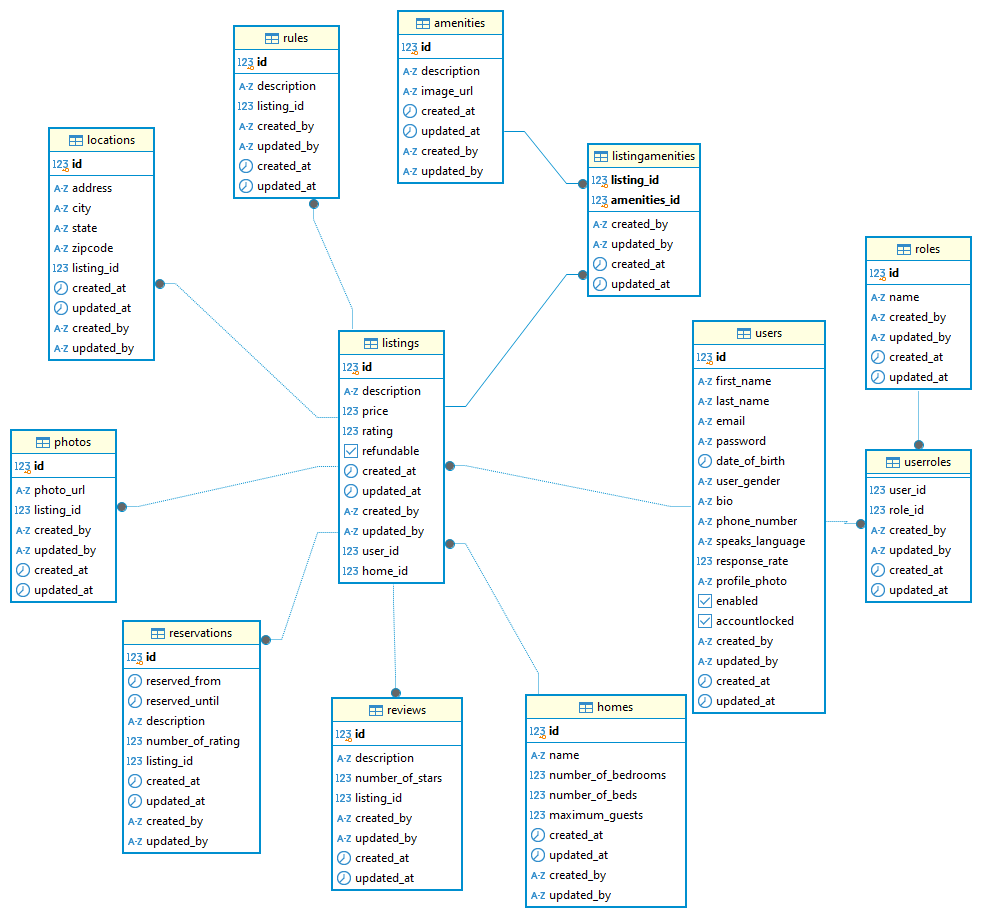 amenities
123 id
A-Z description
A-Z image_url
created_at
updated_at
A-Z created_by
A-Z updated_by
rules
123 id
A-Z description
123 listing_id
A-Z created_by
A-Z updated_by
created_at
updated_at
locations
123 id
A-Z address
A-Z city
A-Z state
A-Z zipcode
123 listing_id
created_at
updated_at
A-Z created_by
A-Z updated_by
listingamenities
123 listing_id
123 amenities_id
A-Z created_by
A-Z updated_by
created_at
updated_at
roles
123 id
A-Z name
A-Z created_by
A-Z updated_by
created_at
updated_at
listings
123 id
A-Z description
123 price
123 rating
refundable
created_at
updated_at
A-Z created_by
A-Z updated_by
123 user_id
123 home_id
users
123 id
A-Z first_name
A-Z last_name
A-Z email
A-Z password
date_of_birth
A-Z user_gender
A-Z bio
A-Z phone_number
A-Z speaks_language
123 response_rate
A-Z profile_photo
enabled
accountlocked
A-Z created_by
A-Z updated_by
created_at
updated_at
userroles
123 user_id
123 role_id
A-Z created_by
A-Z updated_by
created_at
updated_at
photos
123 id
A-Z photo_url
123 listing_id
A-Z created_by
A-Z updated_by
created_at
updated_at
reservations
123 id
reserved_from
reserved_until
A-Z description
123 number_of_rating
123 listing_id
created_at
updated_at
A-Z created_by
A-Z updated_by
reviews
123 id
A-Z description
123 number_of_stars
123 listing_id
A-Z created_by
A-Z updated_by
created_at
updated_at
homes
123 id
A-Z name
123 number_of_bedrooms
123 number_of_beds
123 maximum_guests
created_at
updated_at
A-Z created_by
A-Z updated_by